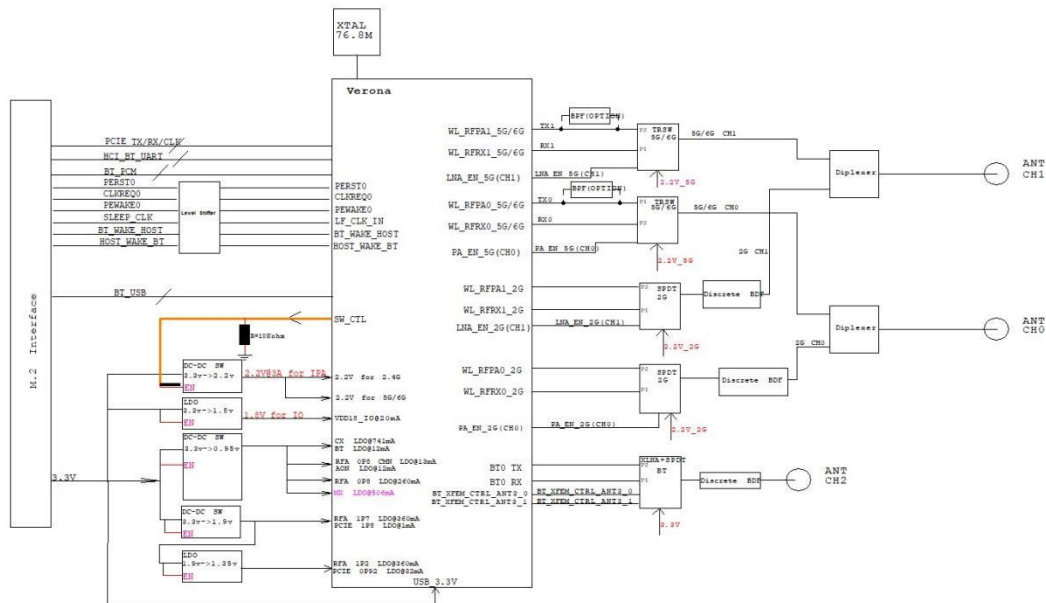 XTAL
76.8M
Verona
M.2 Interface
PCIE TX/RX/CLK
HCI_BT_UART
BT_PCM
PERST0
CLKREQ0
PEWAKE0
SLEEP_CLK
BT_WAKE_HOST
HOST_WAKE_BT
Level Shifter
PERST0
CLKREQ0
PEWAKE0
LF_CLK_IN
BT_WAKE_HOST
HOST_WAKE_BT
BT_USB
SW_CTL
R=10Kohm
DC-DC SW
3.3v->2.2v
EN
2.2V@3A for IPA
2.2V for 2.4G
2.2V for 5G/6G
LDO
3.3v->1.8v
EN
1.8V for IO
VDD18_IO@20mA
DC-DC SW
3.3v->0.95v
EN
CX LDO@741mA
BT LDO@12mA
RFA 0P8 CMN LDO@13mA
AON LDO@12mA
RFA 0P8 LDO@260mA
MX LDO@506mA
3.3V
DC-DC SW
3.3v->1.9v
EN
RFA 1P7 LDO@360mA
PCIE 1P8 LDO@1mA
LDO
1.9v->1.35v
EN
RFA 1P2 LDO@360mA
PCIE 0P92 LDO@32mA
USB_3.3V
WL_RFPA1_5G/6G
WL_RFRX1_5G/6G
LNA_EN_5G(CH1)
WL_RFPA0_5G/6G
WL_RFRX0_5G/6G
PA_EN_5G(CH0)
WL_RFPA1_2G
WL_RFRX1_2G
LNA_EN_2G(CH1)
WL_RFPA0_2G
WL_RFRX0_2G
PA_EN_2G(CH0)
BT0 TX
BT0 RX
BT_XFEM_CTRL_ANT3_0
BT_XFEM_CTRL_ANT3_1
TX1
BPF(OPTION)
RX1
LNA_EN_5G(CH1)
P2 TRSW
5G/6G
P1
2.2V_5G
5G/6G CH1
TX0
BPF(OPTION)
RX0
PA_EN_5G(CH0)
P1 TRSW
5G/6G
P2
2.2V_5G
5G/6G CH0
LNA_EN_2G(CH1)
P2 SPDT
2G
P1
2.2V_2G
Discrete BDF
2G CH1
PA_EN_2G(CH0)
P2 SPDT
2G
P1
2.2V_2G
Discrete BDF
2G CH0
BT_XFEM_CTRL_ANT3_0
BT_XFEM_CTRL_ANT3_1
XLNA+SPDT
P2 BT
P1
3.3V
Discrete BDF
Diplexer
ANT
CH1
Diplexer
ANT
CH0
ANT
CH2